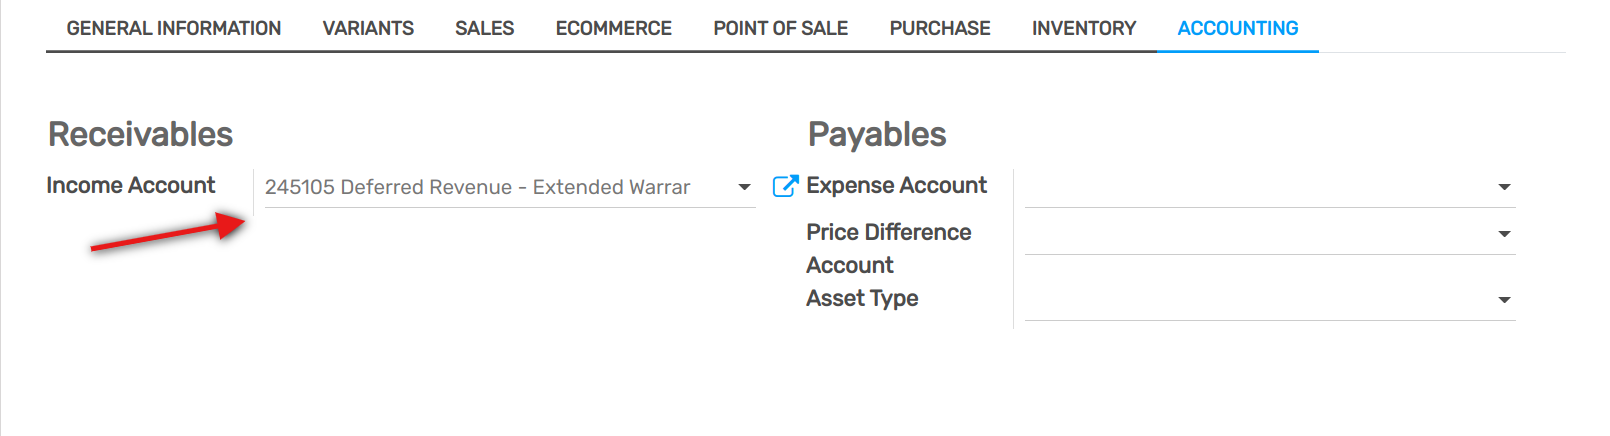 GENERAL INFORMATION VARIANTS SALES ECOMMERCE POINT OF SALE PURCHASE INVENTORY ACCOUNTING
Receivables
Income Account 245105 Deferred Revenue - Extended Warrar
Payables
Expense Account
Price Difference
Account
Asset Type